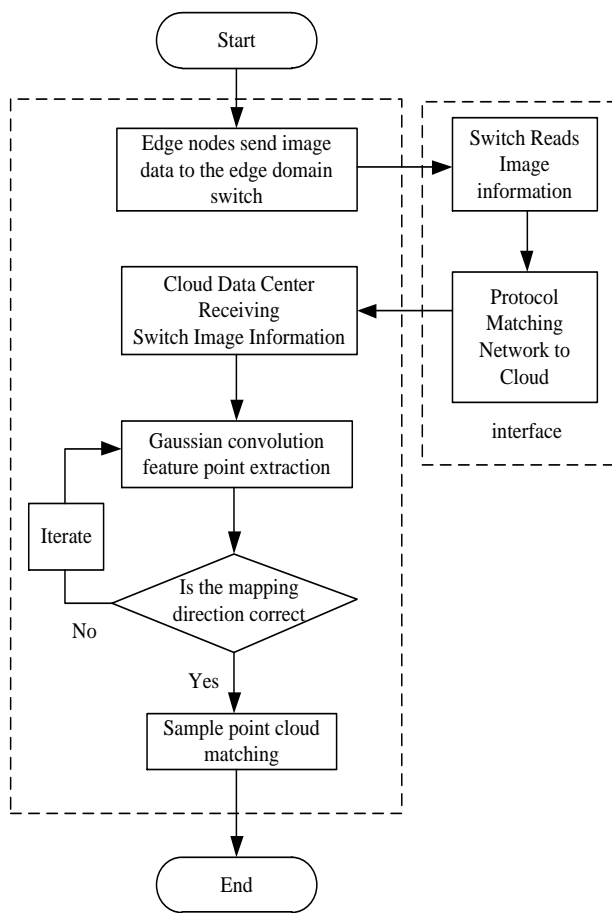 Start
Edge nodes send image
data to the edge domain
switch
Switch Reads
Image
information
Protocol
Matching
Network to
Cloud
interface
Cloud Data Center
Receiving
Switch Image Information
Gaussian convolution
feature point extraction
Iterate
Is the mapping
direction correct
No
Yes
Sample point cloud
matching
End